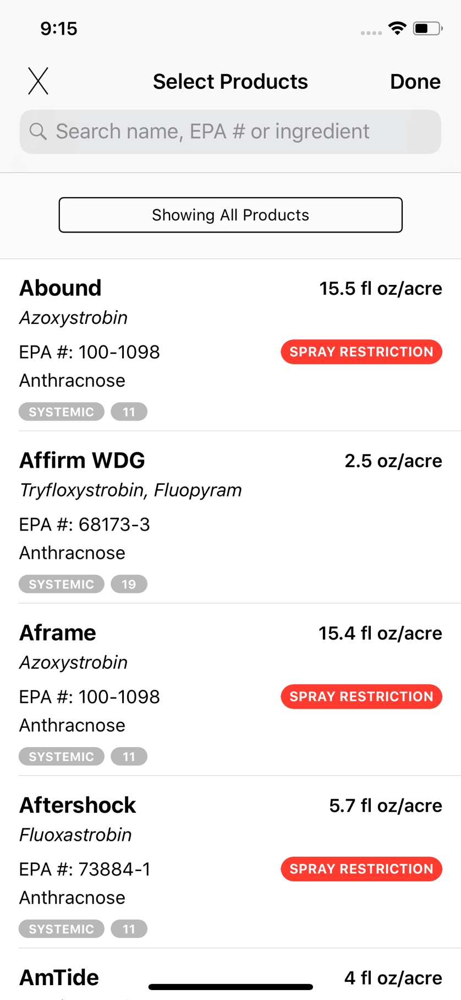 9:15
Select Products
Done
Search name, EPA # or ingredient
Showing All Products
Abound
15.5 fl oz/acre
Azoxystrobin
EPA #: 100-1098
SPRAY RESTRICTION
Anthracnose
SYSTEMIC
11
Affirm WDG
2.5 oz/acre
Tryfloxystrobin, Fluopyram
EPA #: 68173-3
Anthracnose
SYSTEMIC
19
Aframe
15.4 fl oz/acre
Azoxystrobin
EPA #: 100-1098
SPRAY RESTRICTION
Anthracnose
SYSTEMIC
11
Aftershock
5.7 fl oz/acre
Fluoxastrobin
EPA #: 73884-1
SPRAY RESTRICTION
Anthracnose
SYSTEMIC
11
AmTide
4 fl oz/acre